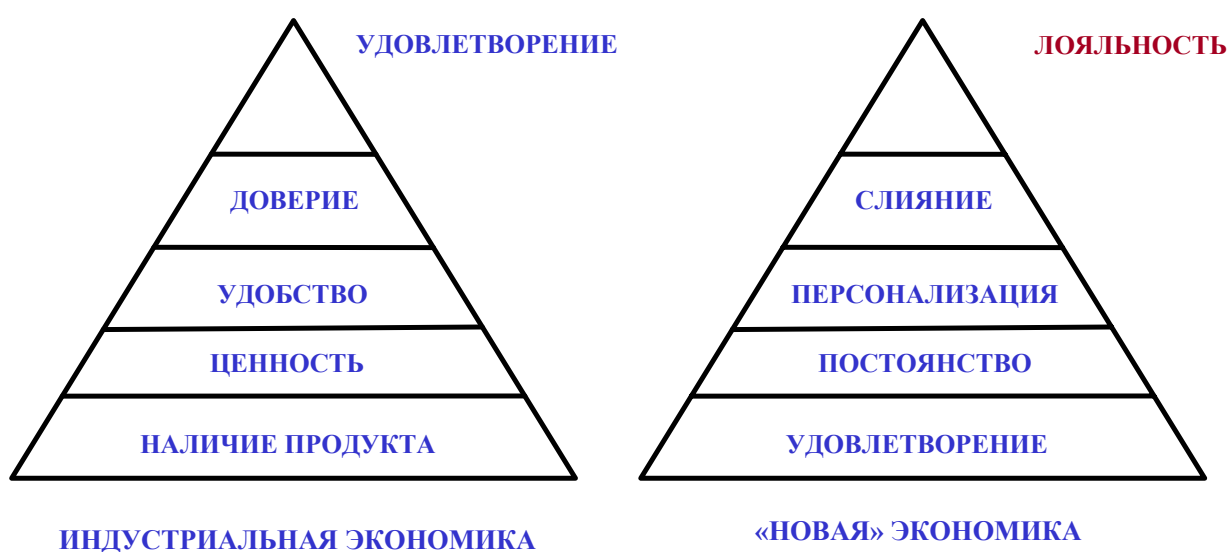 УДОВЛЕТВОРЕНИЕ
ДОВЕРИЕ
УДОБСТВО
ЦЕННОСТЬ
НАЛИЧИЕ ПРОДУКТА
ИНДУСТРИАЛЬНАЯ ЭКОНОМИКА
ЛОЯЛЬНОСТЬ
СЛИЯНИЕ
ПЕРСОНАЛИЗАЦИЯ
ПОСТОЯНСТВО
УДОВЛЕТВОРЕНИЕ
«НОВАЯ» ЭКОНОМИКА